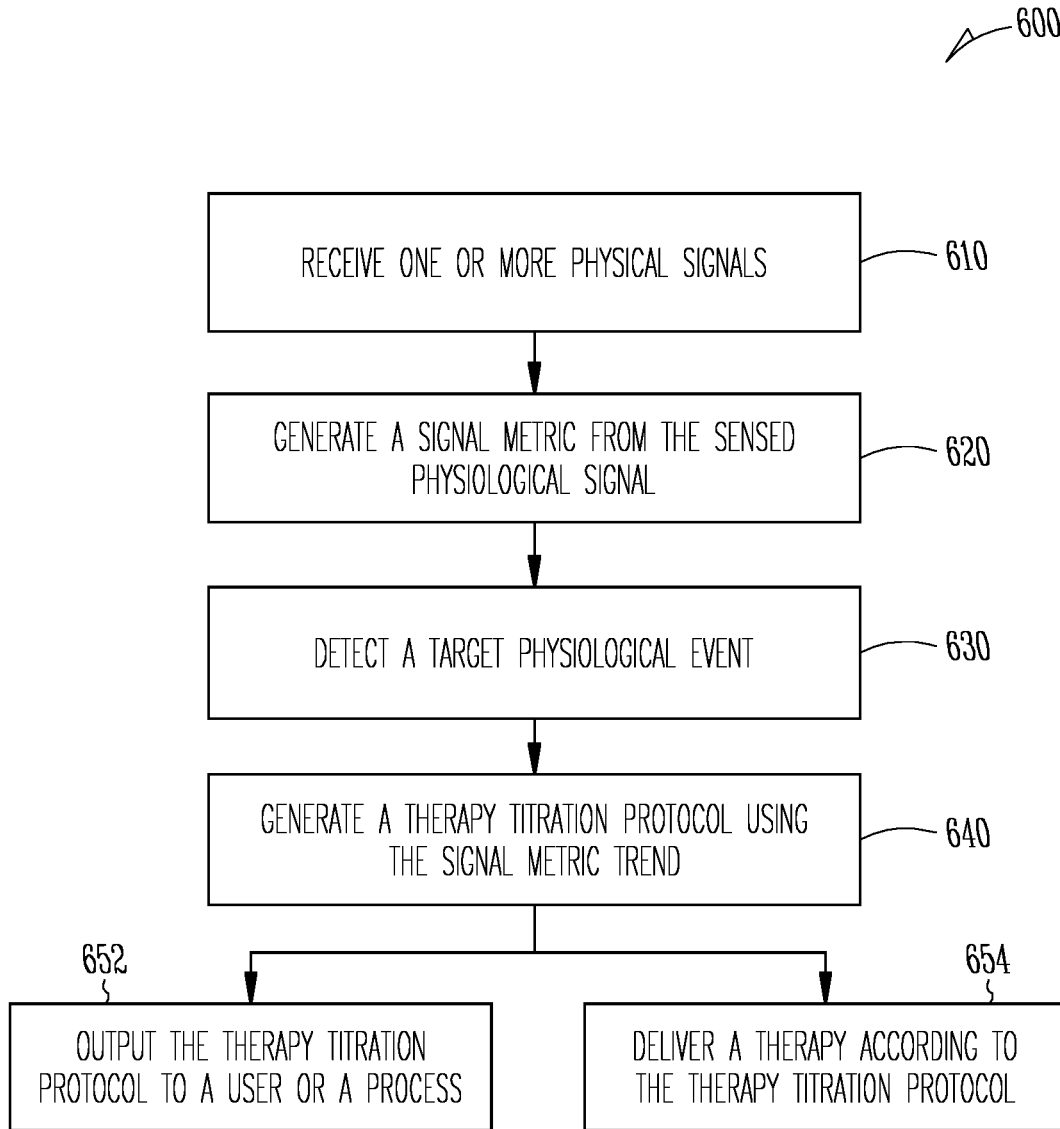 600
RECEIVE ONE OR MORE PHYSICAL SIGNALS
610
GENERATE A SIGNAL METRIC FROM THE SENSED
PHYSIOLOGICAL SIGNAL
620
DETECT A TARGET PHYSIOLOGICAL EVENT
630
GENERATE A THERAPY TITRATION PROTOCOL USING
THE SIGNAL METRIC TREND
640
652
OUTPUT THE THERAPY TITRATION
PROTOCOL TO A USER OR A PROCESS
654
DELIVER A THERAPY ACCORDING TO
THE THERAPY TITRATION PROTOCOL